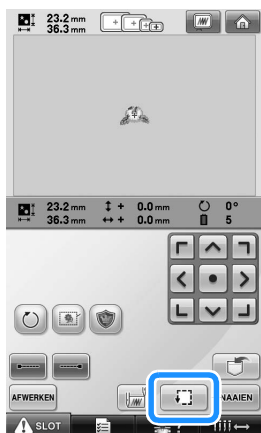 23.2 mm
36.3 mm
23.2 mm + 0.0 mm 0°
36.3 mm + 0.0 mm 5
AFWERKEN NAAIEN
SLOT ?